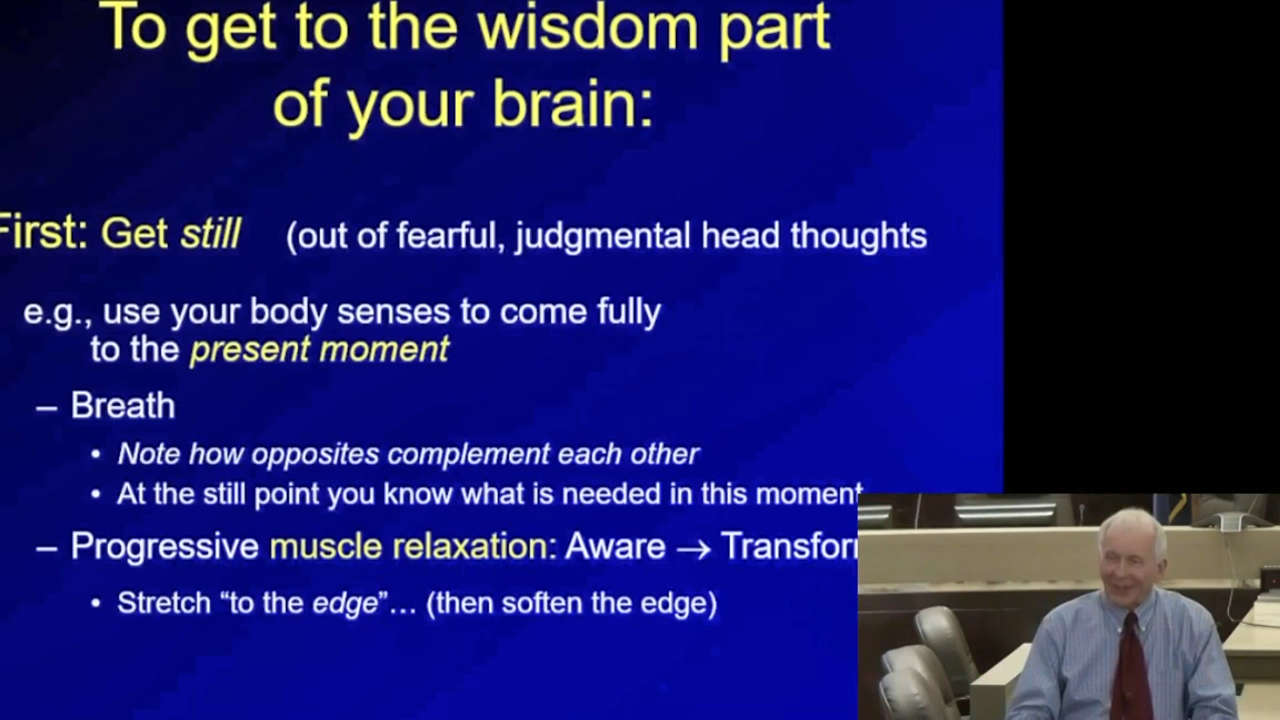 To get to the wisdom part
of your brain:
First: Get still (out of fearful, judgmental head thoughts
e.g., use your body senses to come fully
to the present moment
– Breath
• Note how opposites complement each other
• At the still point you know what is needed in this moment
– Progressive muscle relaxation: Aware → Transfor
• Stretch “to the edge”… (then soften the edge)